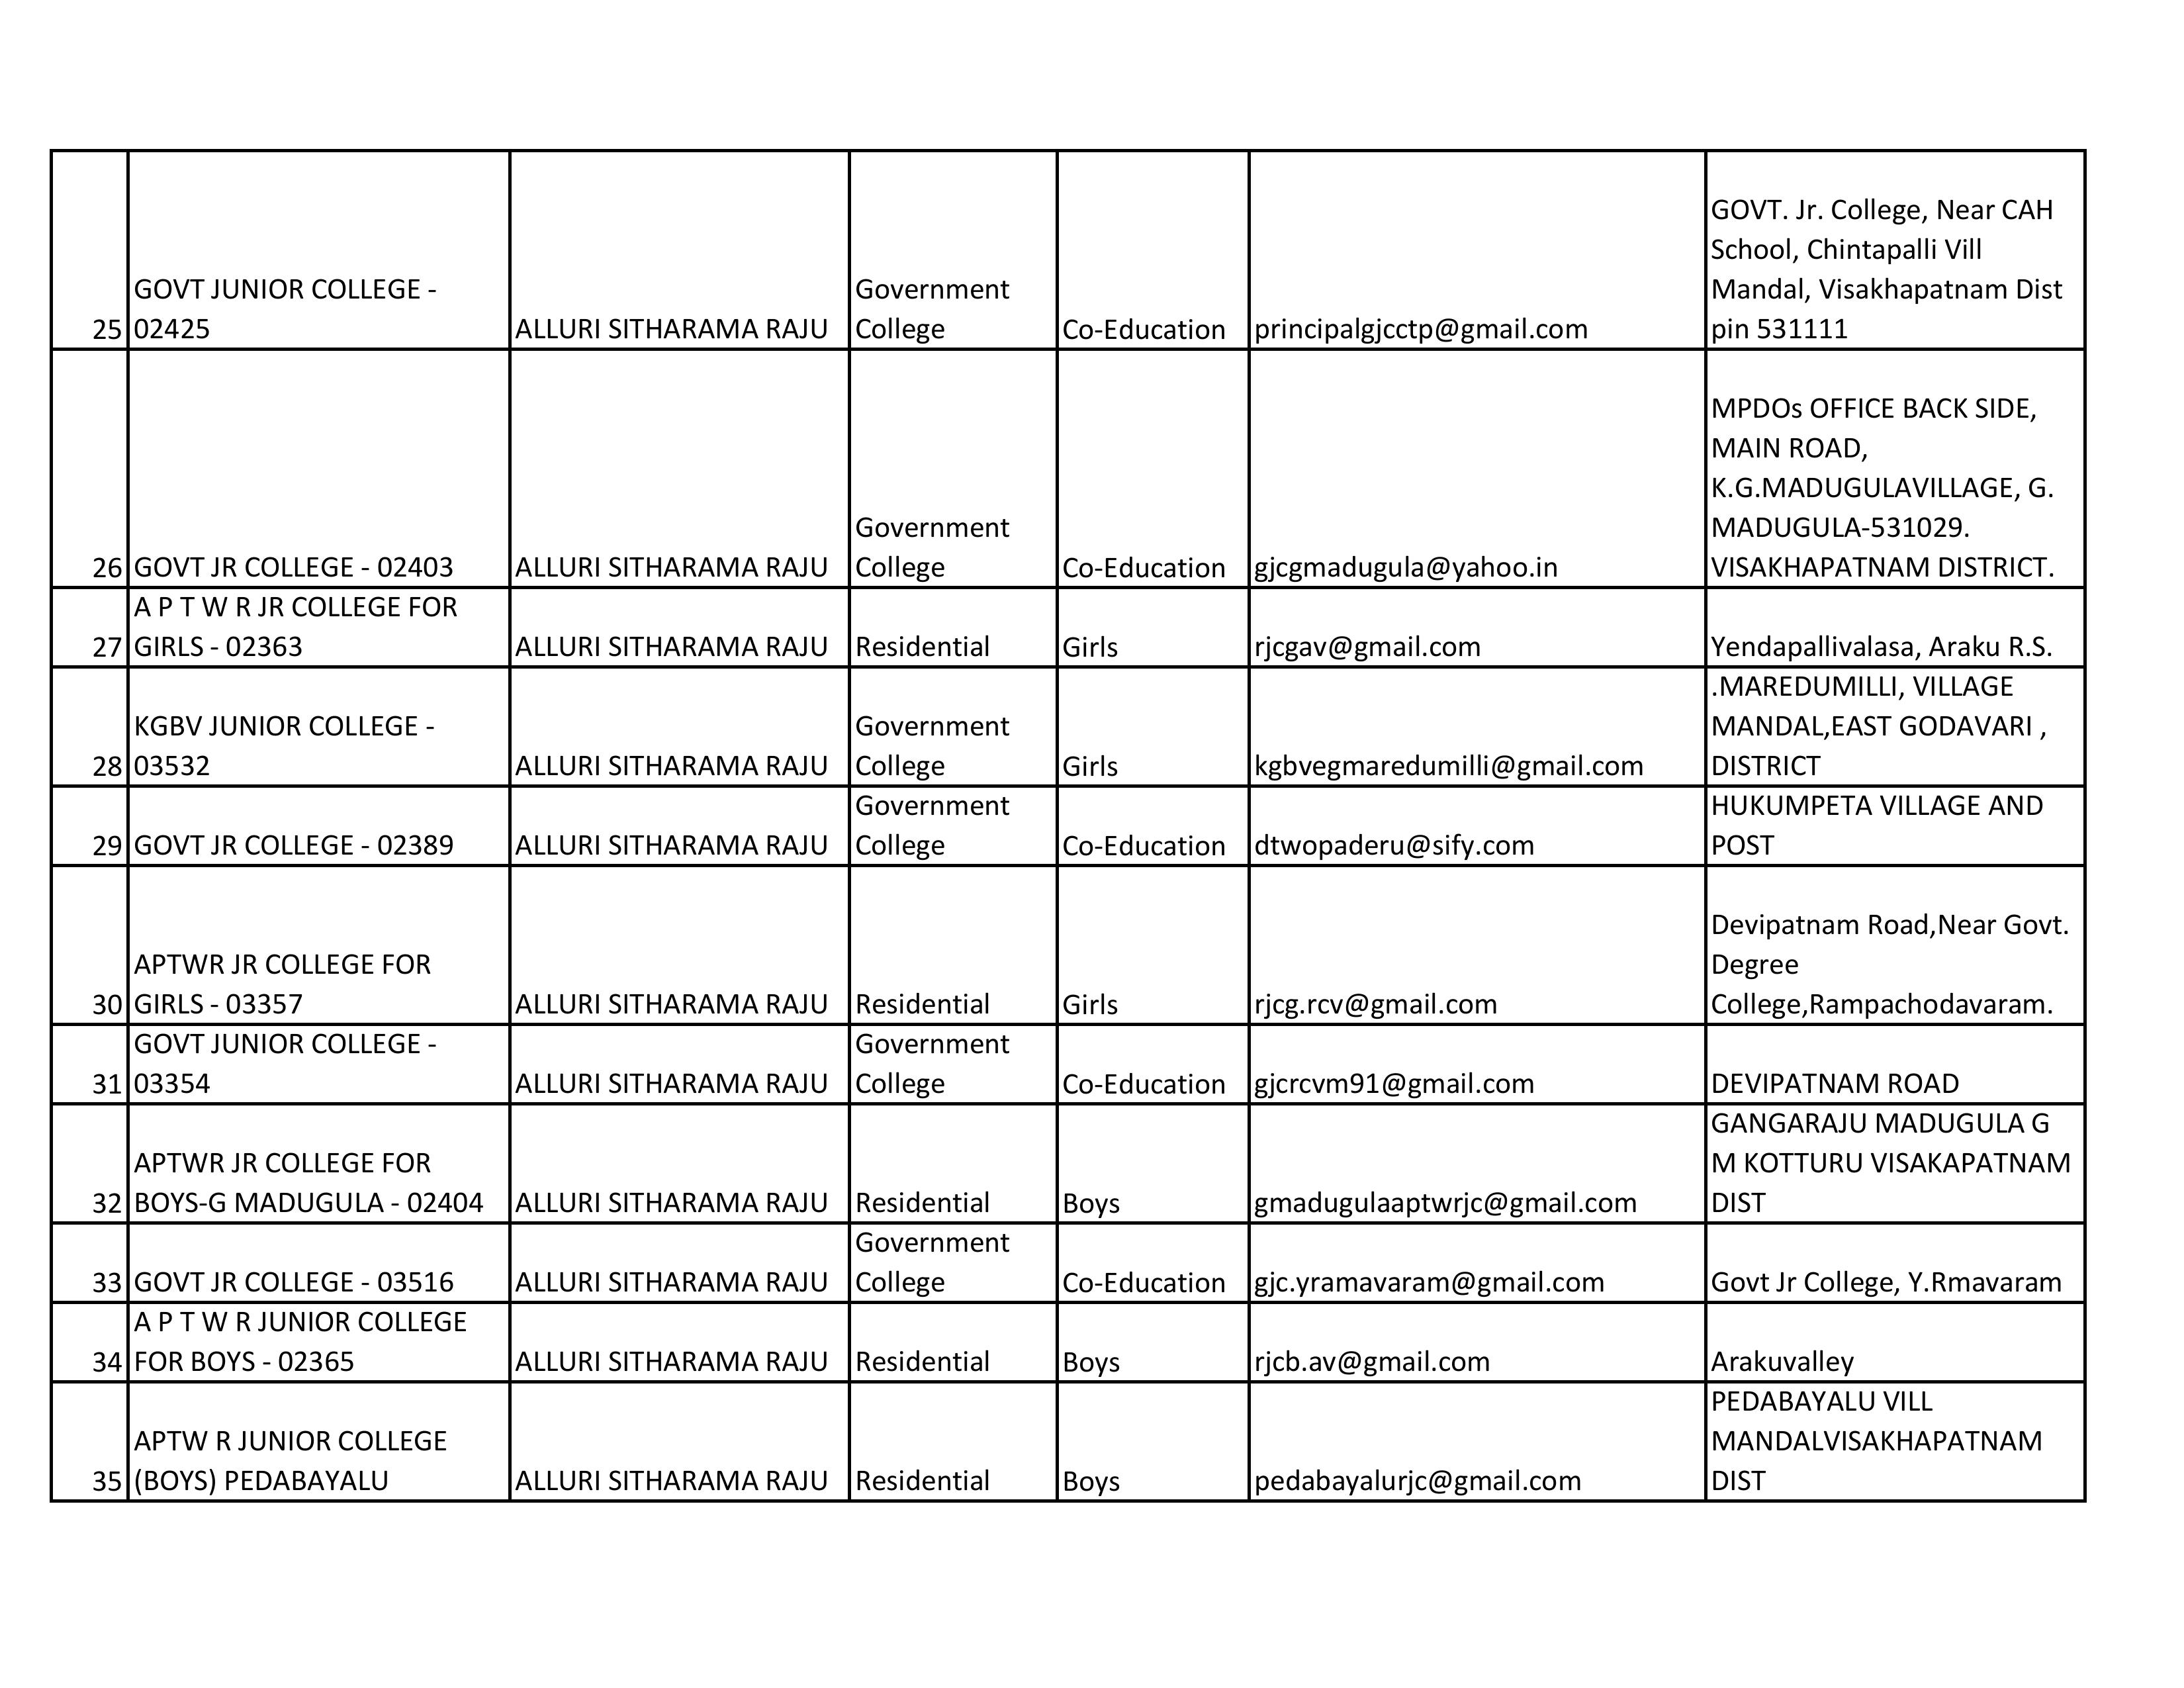 25 GOVT JUNIOR COLLEGE -
02425
ALLURI SITHARAMA RAJU
Government
College
Co-Education
principalgjcctp@gmail.com
GOVT. Jr. College, Near CAH
School, Chintapalli Vill
Mandal, Visakhapatnam Dist
pin 531111
26 GOVT JR COLLEGE - 02403
ALLURI SITHARAMA RAJU
Government
College
Co-Education
gjcgmadugula@yahoo.in
MPDOs OFFICE BACK SIDE,
MAIN ROAD,
K.G.MADUGULAVILLAGE, G.
MADUGULA-531029.
VISAKHAPATNAM DISTRICT.
27 A P T W R JR COLLEGE FOR
GIRLS - 02363
ALLURI SITHARAMA RAJU
Residential
Girls
rjcgav@gmail.com
Yendapallivalasa, Araku R.S.
28 KGBV JUNIOR COLLEGE -
03532
ALLURI SITHARAMA RAJU
Government
College
Girls
kgbvegmaredumilli@gmail.com
.MAREDUMILLI, VILLAGE
MANDAL,EAST GODAVARI ,
DISTRICT
29 GOVT JR COLLEGE - 02389
ALLURI SITHARAMA RAJU
Government
College
Co-Education
dtwopaderu@sify.com
HUKUMPETA VILLAGE AND
POST
30 APTWR JR COLLEGE FOR
GIRLS - 03357
ALLURI SITHARAMA RAJU
Residential
Girls
rjcg.rcv@gmail.com
Devipatnam Road,Near Govt.
Degree
College,Rampachodavaram.
31 GOVT JUNIOR COLLEGE -
03354
ALLURI SITHARAMA RAJU
Government
College
Co-Education
gjcrcvm91@gmail.com
DEVIPATNAM ROAD
32 APTWR JR COLLEGE FOR
BOYS-G MADUGULA - 02404
ALLURI SITHARAMA RAJU
Residential
Boys
gmadugulaaptwrjc@gmail.com
GANGARAJU MADUGULA G
M KOTTURU VISAKAPATNAM
DIST
33 GOVT JR COLLEGE - 03516
ALLURI SITHARAMA RAJU
Government
College
Co-Education
gjc.yramavaram@gmail.com
Govt Jr College, Y.Rmavaram
34 A P T W R JUNIOR COLLEGE
FOR BOYS - 02365
ALLURI SITHARAMA RAJU
Residential
Boys
rjcb.av@gmail.com
Arakuvalley
35 APTW R JUNIOR COLLEGE
(BOYS) PEDABAYALU
ALLURI SITHARAMA RAJU
Residential
Boys
pedabayalurjc@gmail.com
PEDABAYALU VILL
MANDALVISAKHAPATNAM
DIST